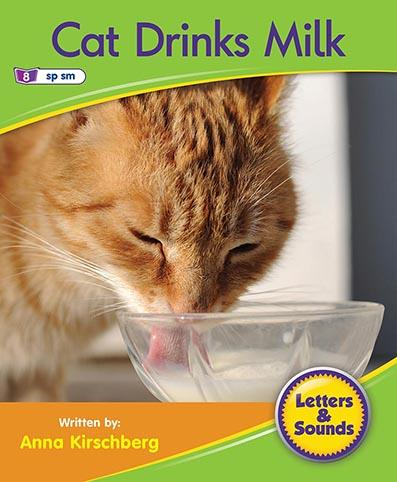 Cat Drinks Milk
8 sp sm
Letters
&
Sounds
Written by:
Anna Kirschberg